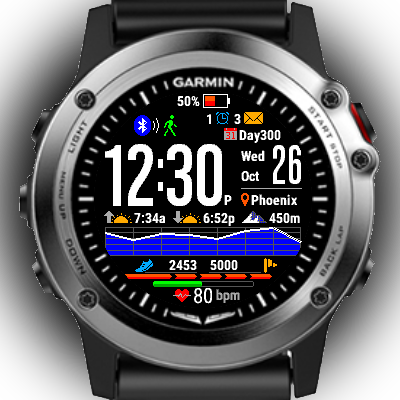 GARMIN
50%
1 3
Day300
12:30 P
Wed 26
Oct
Phoenix
7:34a 6:52p 450m
2453 5000
80 bpm
LIGHT
MENU UP
DOWN
START STOP
BACK LAP